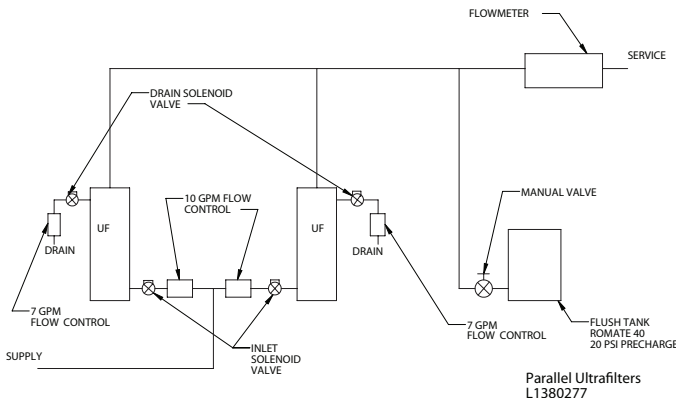 FLOWMETER
SERVICE
DRAIN SOLENOID
VALVE
10 GPM FLOW
CONTROL
MANUAL VALVE
UF
UF
DRAIN
DRAIN
7 GPM
FLOW CONTROL
7 GPM
FLOW CONTROL
FLUSH TANK
ROMATE 40
20 PSI PRECHARGE
INLET
SOLENOID
VALVE
SUPPLY
Parallel Ultrafilters
L1380277